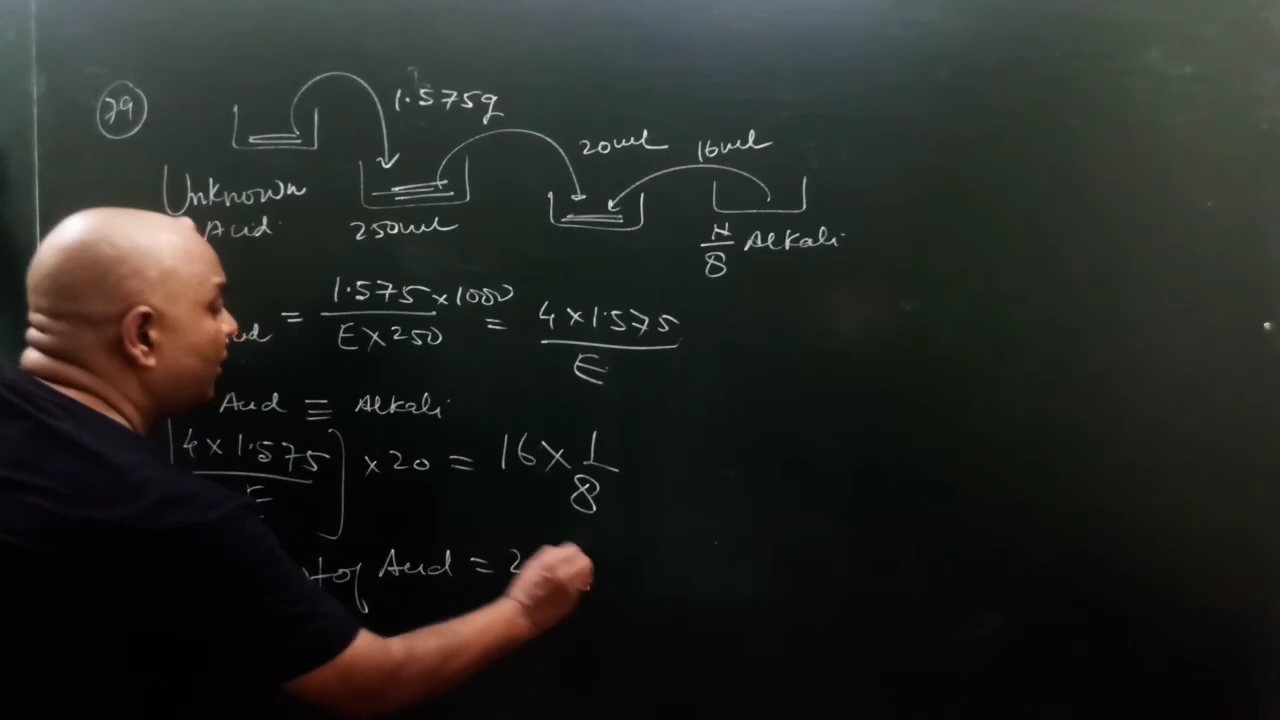 79
1.575g
20ml 16ml
Unknown
Acid. 250ml N/8 Alkali
= 1.575 × 1000 / E × 250 = 4 × 1.575 / E
Acid ≡ Alkali
[4 × 1.575 / E] × 20 = 16 × 1/8
of Acid = 2